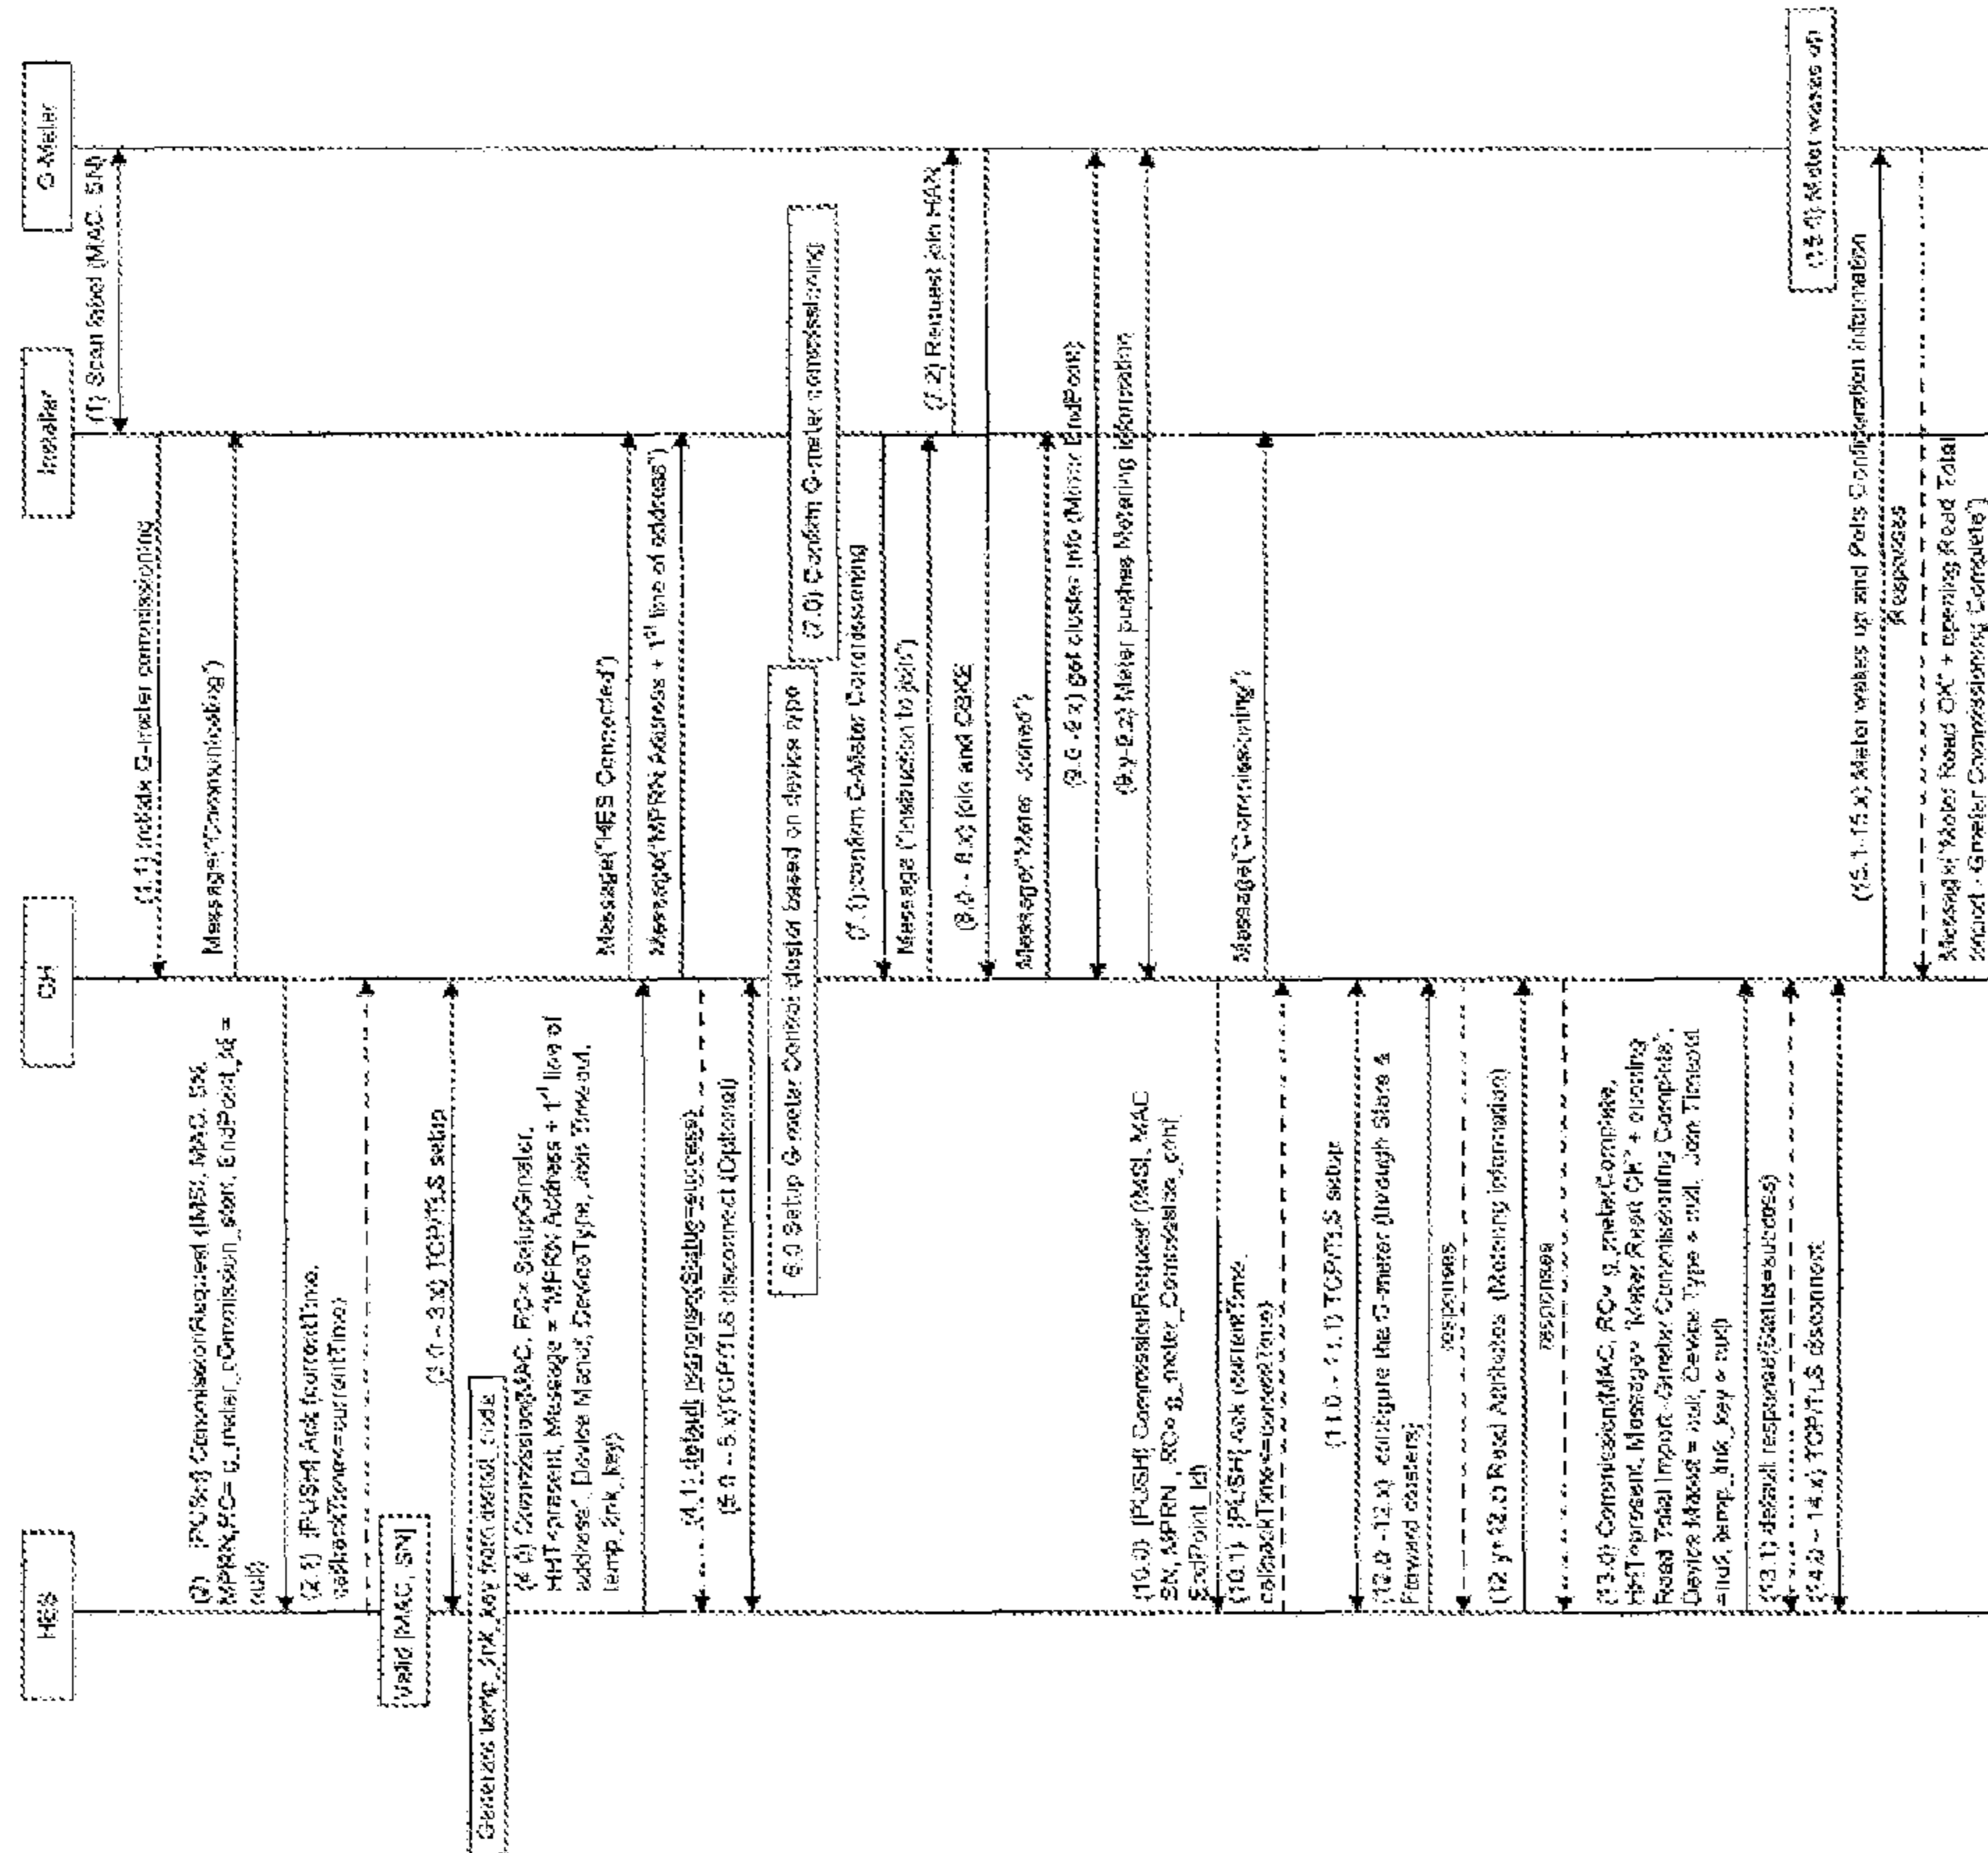 HES
CH
Installer
G-Meter
(1) Scan label (MAC, SN)
(1.1) initiate G-meter commissioning
Message("Communicating")
(2) [PUSH] CommissionRequest (IMSI, MAC, SN,
MPRN, RC= g_meter_pCommission_start, EndPoint_id =
null)
(2.1) [PUSH] Ack (currentTime,
callbackTime=currentTime)
Valid [MAC, SN]
(3.0 - 3.x) TCP/TLS setup
Generate temp_link_key from install_code
(4.0) Commission(MAC, RC= SetupGmeter,
HHT=present, Message = "MPRN Address + 1st line of
address", Device Manuf, DeviceType, Join Timeout,
temp_link_key)
Message("HES Connected")
Message("MPRN Address + 1st line of address")
(4.1) default response(Status=success)
(5.0 - 5.x)TCP/TLS disconnect (Optional)
6.0 Setup G-meter Control cluster based on device type
(7.0) Confirm G-meter commissioning
(7.1) confirm G-Meter Commissioning
Message ("Instruction to join")
(7.2) Request join HAN
(8.0 - 8.x) join and CBKE
Message("Meter Joined")
(9.0 -9.x) get cluster info (Mirror EndPoint)
(9.y-9.z) Meter pushes Metering information
(10.0) [PUSH] CommissionRequest (IMSI, MAC
SN, MPRN, RC= g_meter_Commission_conf,
EndPoint_Id)
Message("Commissioning")
(10.1) [PUSH] Ack (currentTime,
callbackTime=currentTime)
(11.0 - 11.1) TCP/TLS setup
(12.0 -12.x) configure the G-meter (through Store &
Forward clusters)
responses
(12.y-12.z) Read Attributes (Metering information)
responses
(13.0) Commission(MAC, RC= g_meterComplete,
HHT=present, Message= "Meter Read OK" + opening
Read Total Import -Gmeter Commissioning Complete",
Device Manuf = null, Device Type = null, Join Timeout
=null, temp_link_key = null)
(13.1) default response(Status=success)
(14.0 - 14.x) TCP/TLS disconnect
(15.0) Meter wakes up
(15.1-15.x) Meter wakes up and Polls Configuration information
Responses
Message("Meter Read OK" + opening Read Total
Import - Gmeter Commissioning Complete")